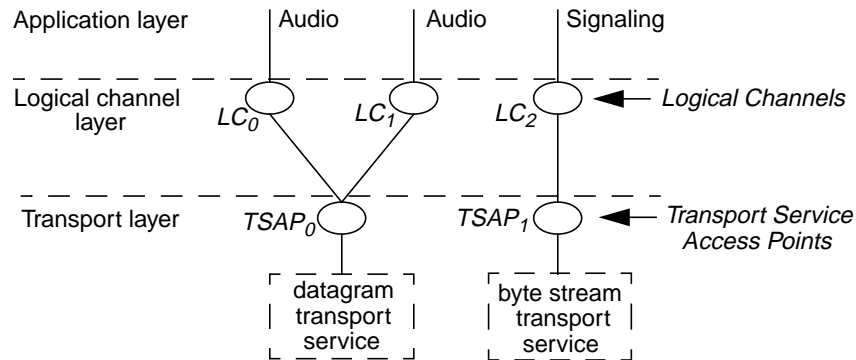 Application layer
Audio
Audio
Signaling
Logical channel
layer
LC0
LC1
LC2
Logical Channels
Transport layer
TSAP0
TSAP1
Transport Service
Access Points
datagram
transport
service
byte stream
transport
service